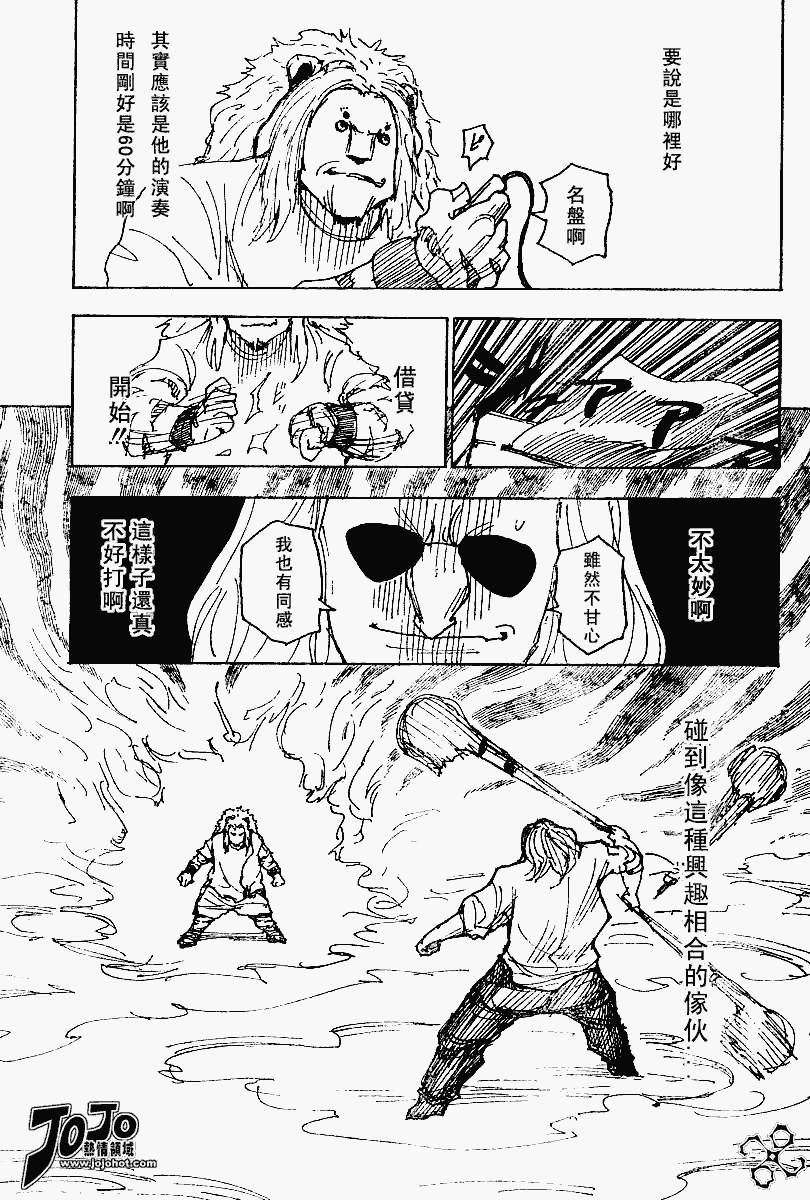 要說是哪裡好
名盤啊
ピ
其實應該是他的演奏
時間剛好是60分鐘啊
借貸
開始!!
不太妙啊
雖然不甘心
我也有同感
這樣子還真
不好打啊
碰到像這種興趣相合的傢伙
JOJO
熱情領域
www.jojohot.com